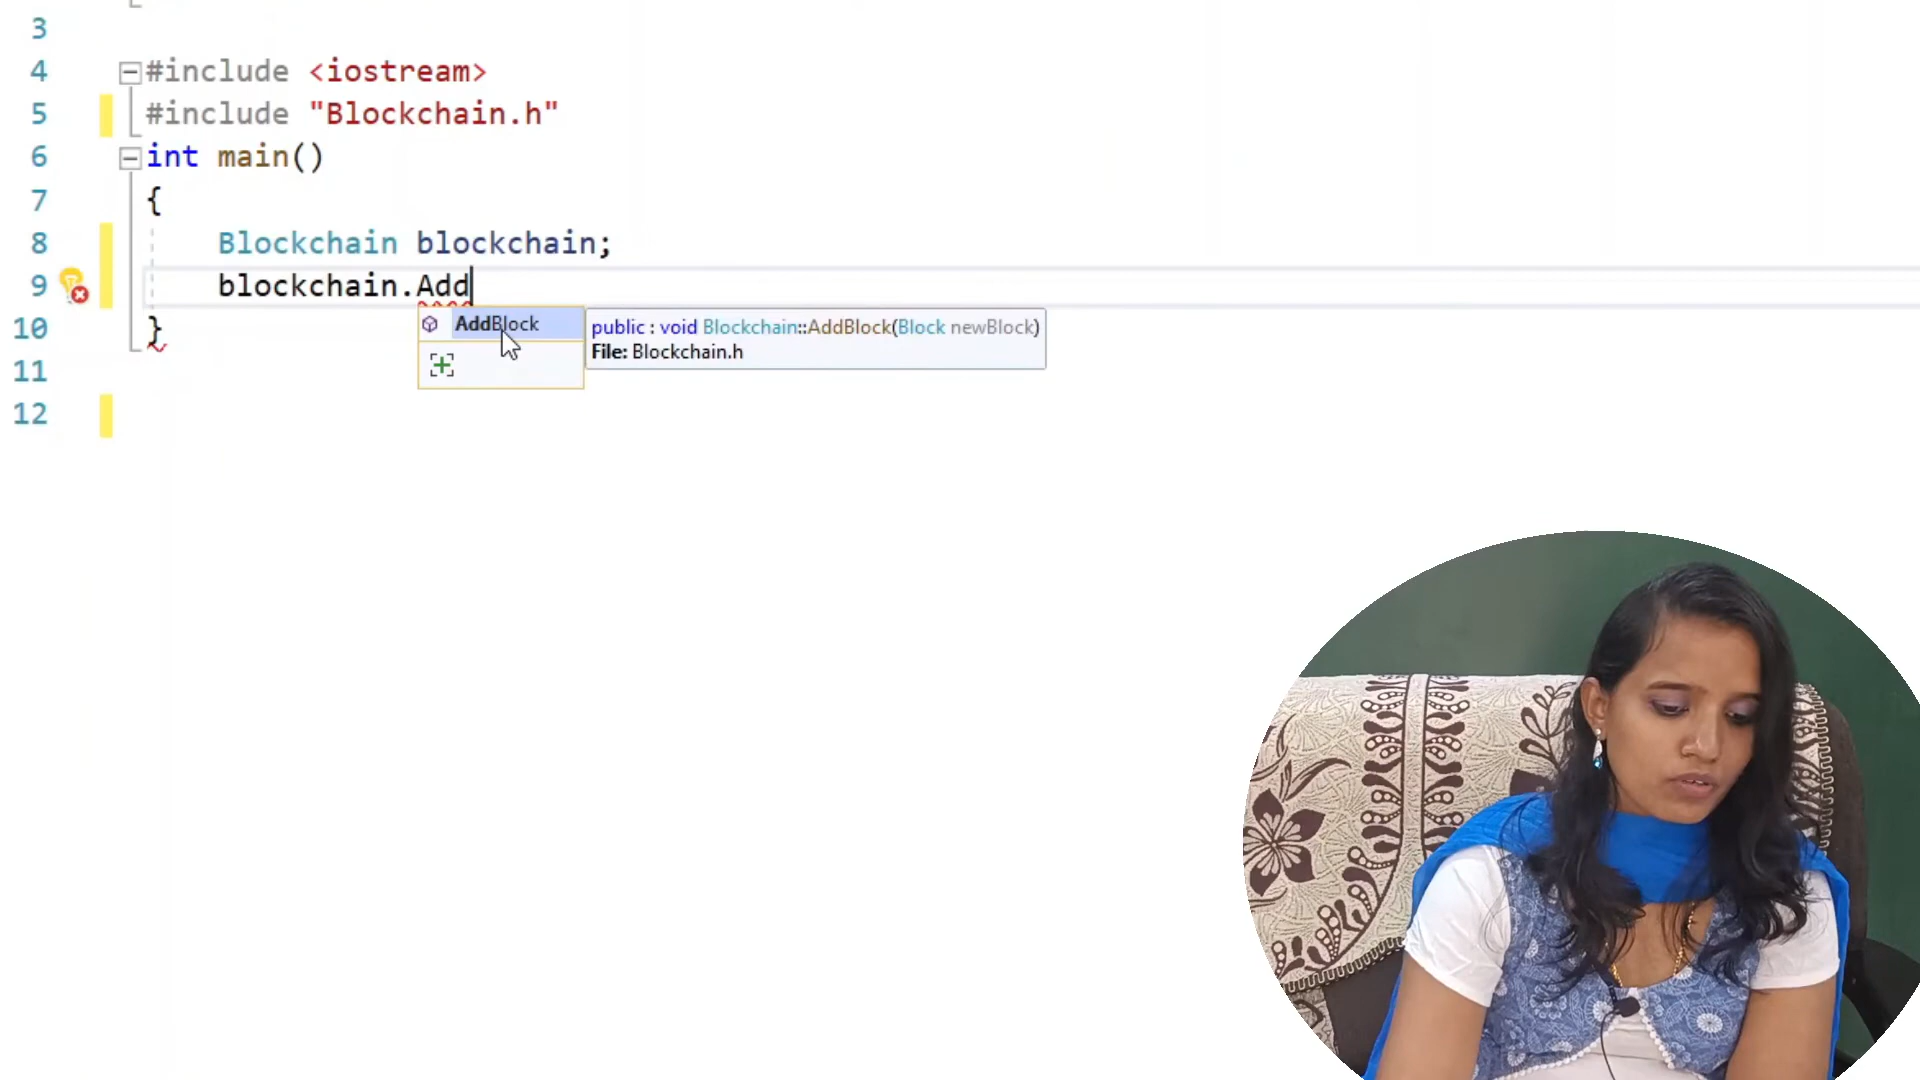 3
4 #include <iostream>
5 #include "Blockchain.h"
6 int main()
7 {
8 Blockchain blockchain;
9 blockchain.Add
10 }
11
12
AddBlock
public : void Blockchain::AddBlock(Block newBlock)
File: Blockchain.h